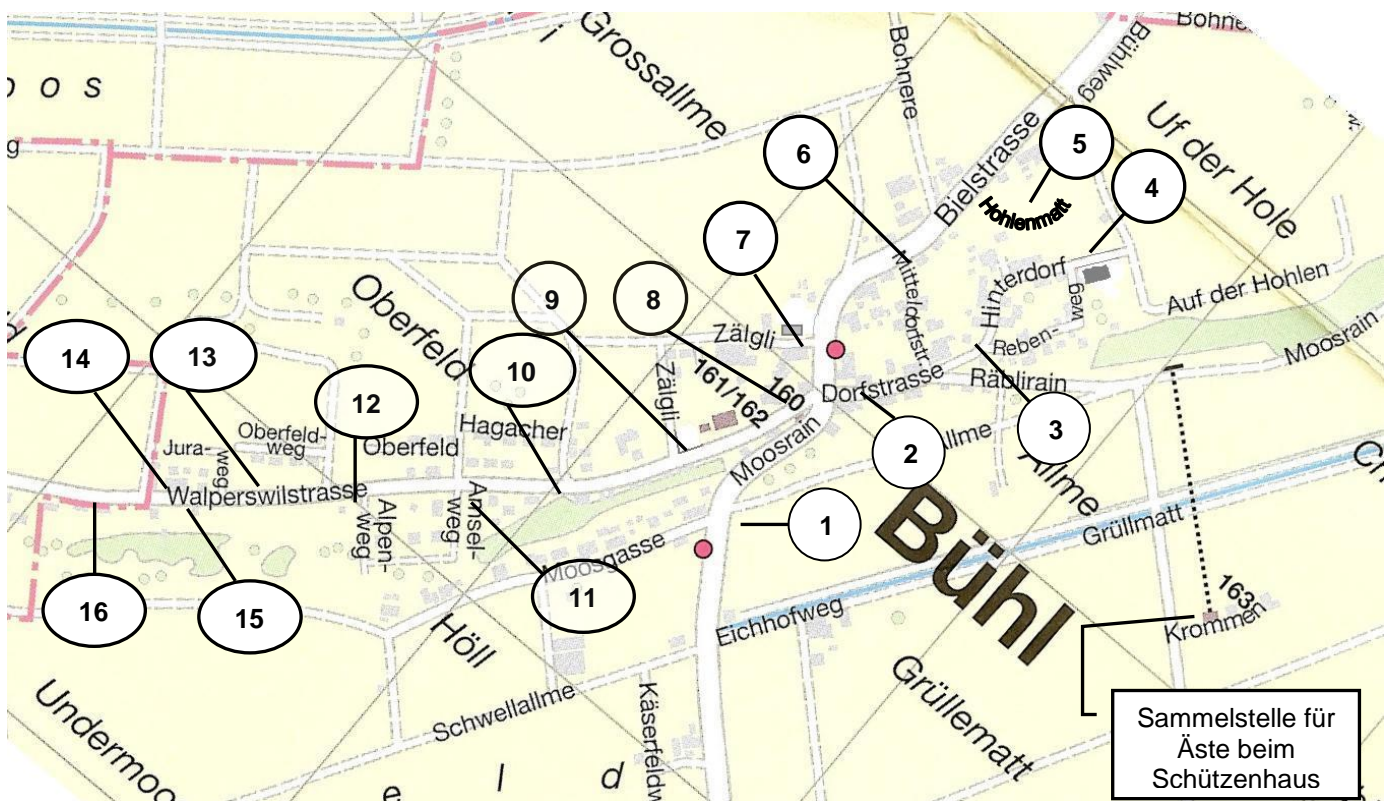 Bohne
i
Grossallme
Bohnere
Bühlweg
o o s
g
Uf der Hole
6
5
Bielstrasse
4
Hohlenmatt
7
Mitteldorfstr.
Hinterdorf
Auf der Hohlen
9
8
Oberfeld
Zälgli
Reben-
weg
Moosrain
14
13
10
Zälgli
161/162
160
Dorfstrasse
Räblirain
12
Hagacher
Jura-
weg
Oberfeld-
weg
Oberfeld
Moosrain
2
Allme
3
Allme
Walperswilstrasse
Alpen-
weg
Amsel-
weg
1
Bühl
Grüllmatt
Ch
Moosgasse
16
15
11
Eichhofweg
163
Krommen
Höll
Grüllematt
Undermoo
Schwellallme
Käserfeldw
e l d
Sammelstelle für
Äste beim
Schützenhaus